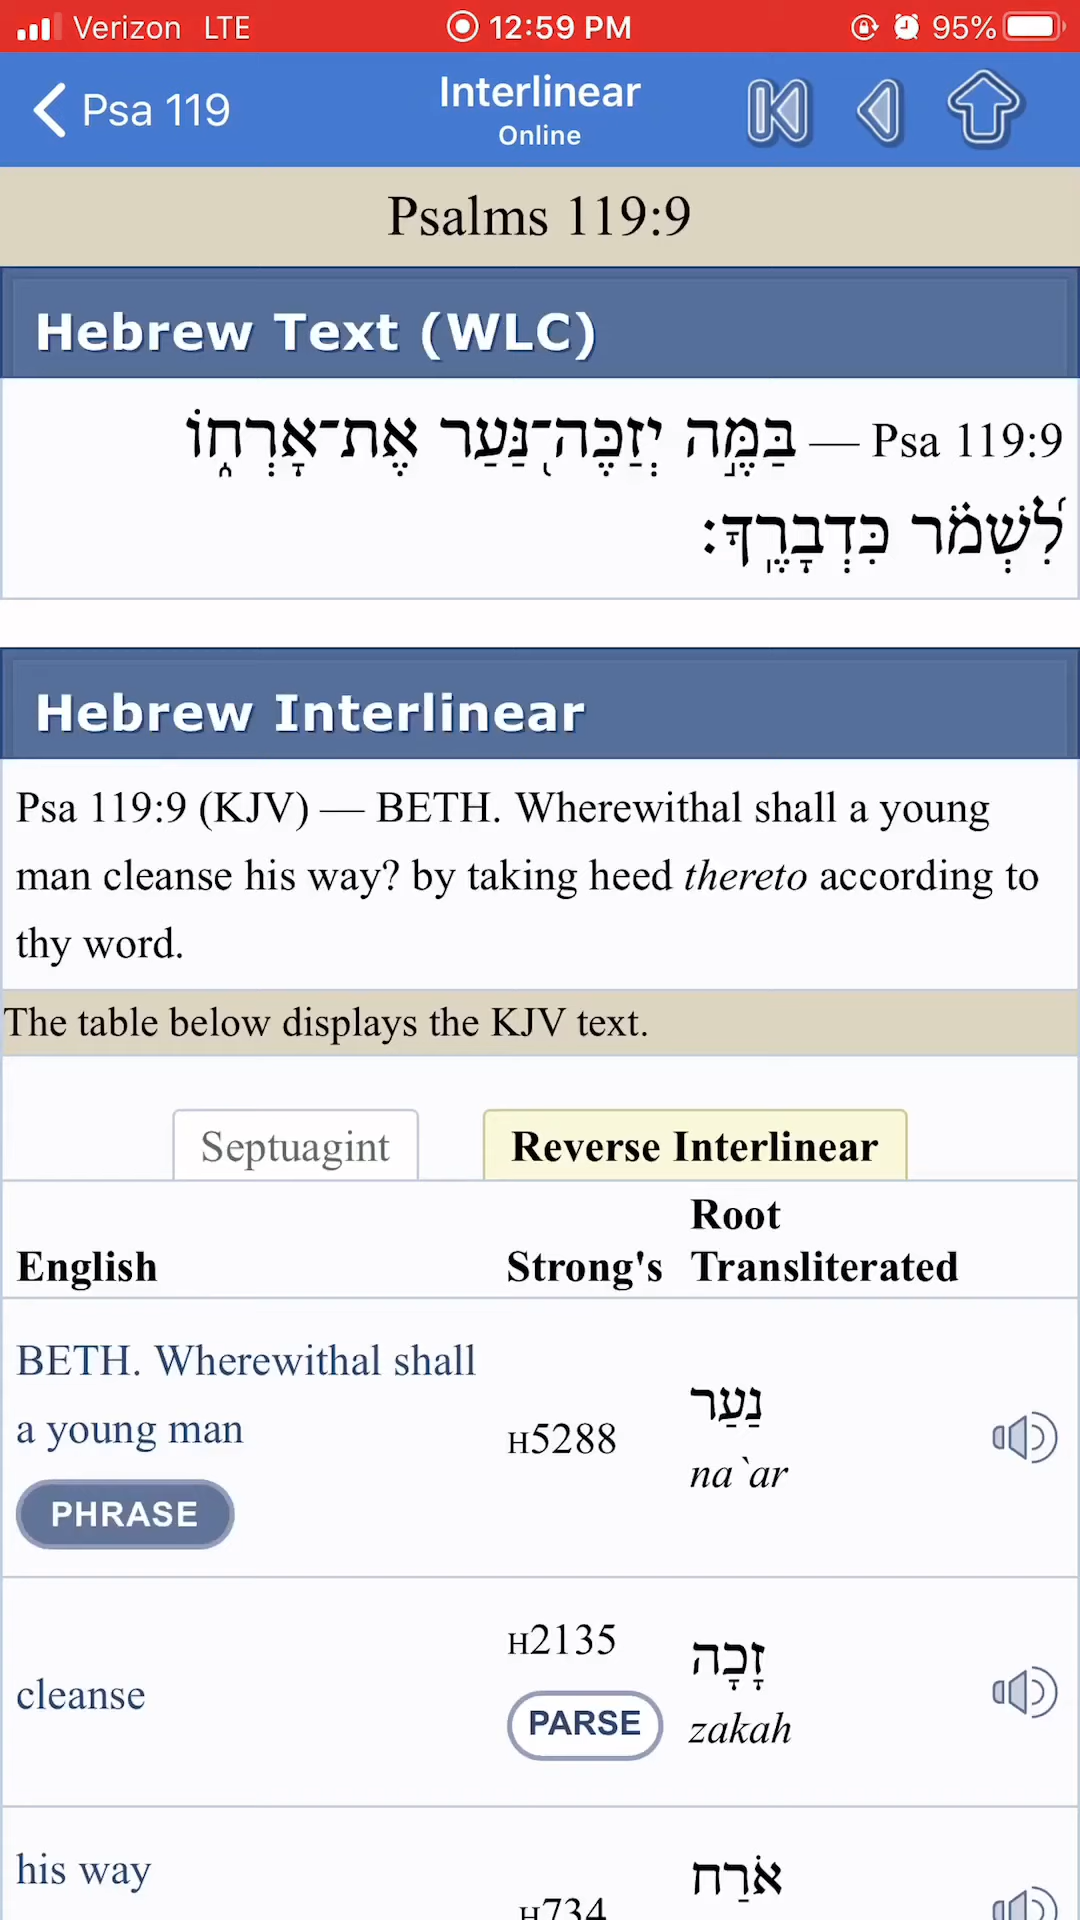 Verizon LTE 12:59 PM 95%
Psa 119 Interlinear
Online
Psalms 119:9
Hebrew Text (WLC)
Psa 119:9 — בַּמֶּ֣ה יְזַכֶּה־נַּ֭עַר אֶת־אָרְח֑וֹ
לִ֝שְׁמֹ֗ר כִּדְבָרֶֽךָ׃
Hebrew Interlinear
Psa 119:9 (KJV) — BETH. Wherewithal shall a young
man cleanse his way? by taking heed thereto according to
thy word.
The table below displays the KJV text.
Septuagint Reverse Interlinear
English Strong's Root Transliterated
BETH. Wherewithal shall
a young man
PHRASE
H5288
נַעַר
na`ar
cleanse
H2135
PARSE
זָכָה
zakah
his way
H734
אֹרַח